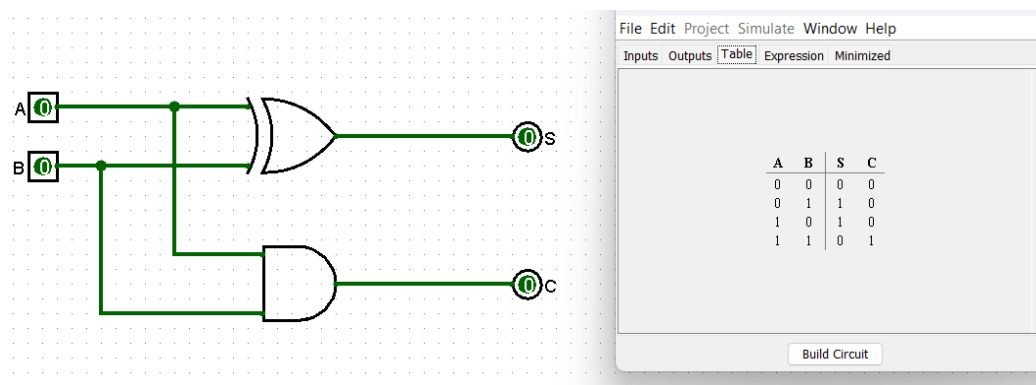 File Edit Project Simulate Window Help
Inputs Outputs Table Expression Minimized
A 0
0 S
B 0
0 C
A B S C
0 0 0 0
0 1 1 0
1 0 1 0
1 1 0 1
Build Circuit